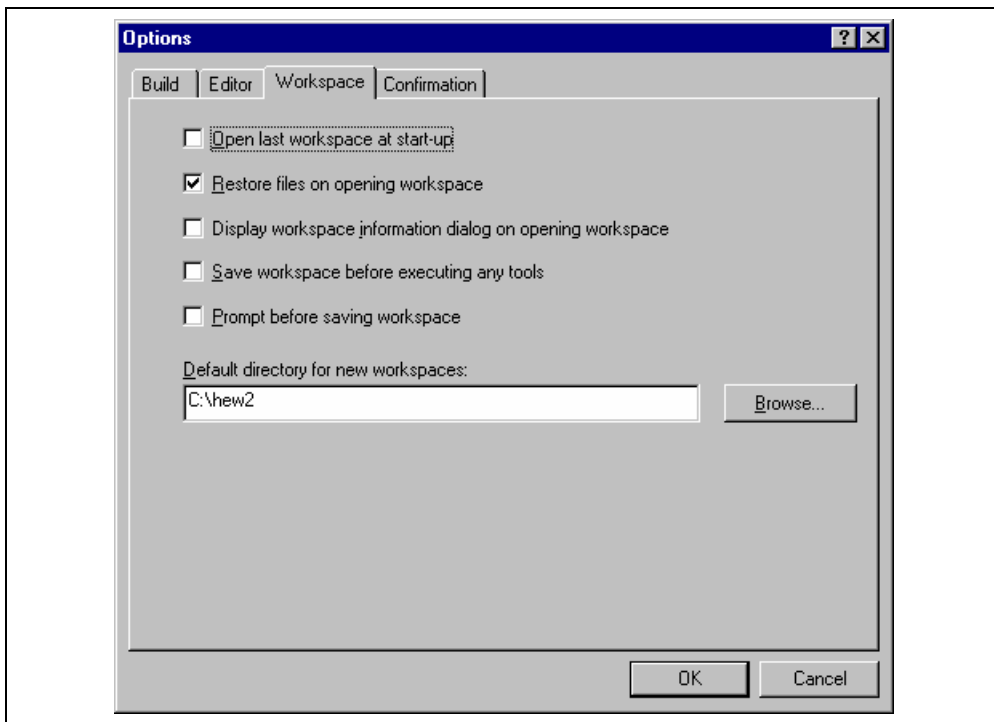 Options
Build Editor Workspace Confirmation
Open last workspace at start-up
Restore files on opening workspace
Display workspace information dialog on opening workspace
Save workspace before executing any tools
Prompt before saving workspace
Default directory for new workspaces:
C:\hew2
Browse...
OK Cancel